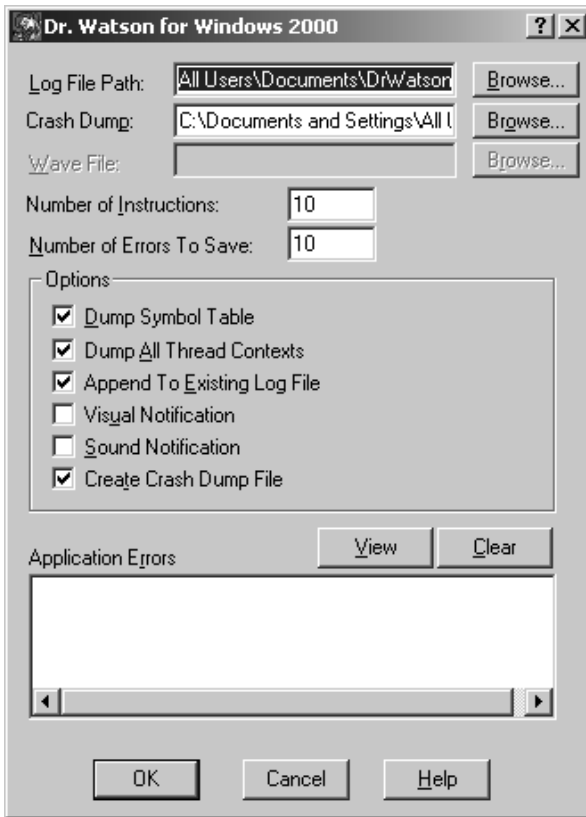 Dr. Watson for Windows 2000
Log File Path: All Users\Documents\DrWatson Browse...
Crash Dump: C:\Documents and Settings\All U Browse...
Wave File: Browse...
Number of Instructions: 10
Number of Errors To Save: 10
Options
Dump Symbol Table
Dump All Thread Contexts
Append To Existing Log File
Visual Notification
Sound Notification
Create Crash Dump File
Application Errors View Clear
OK Cancel Help